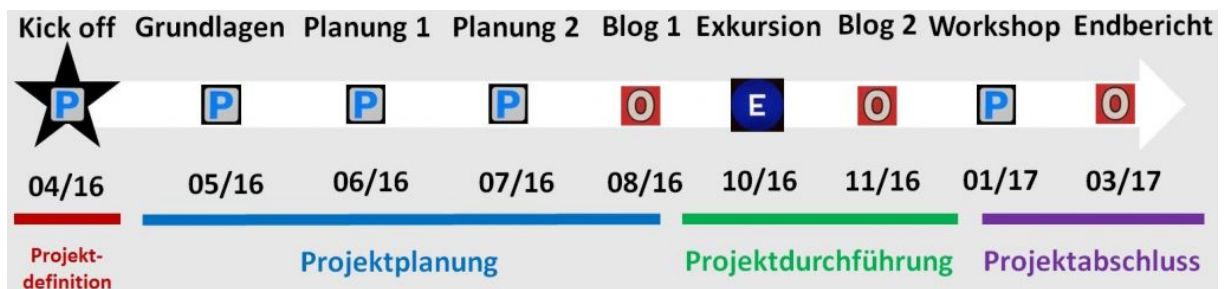 Kick off Grundlagen Planung 1 Planung 2 Blog 1 Exkursion Blog 2 Workshop Endbericht
P P P P O E O P O
04/16 05/16 06/16 07/16 08/16 10/16 11/16 01/17 03/17
Projekt-
definition
Projektplanung Projektdurchführung Projektabschluss